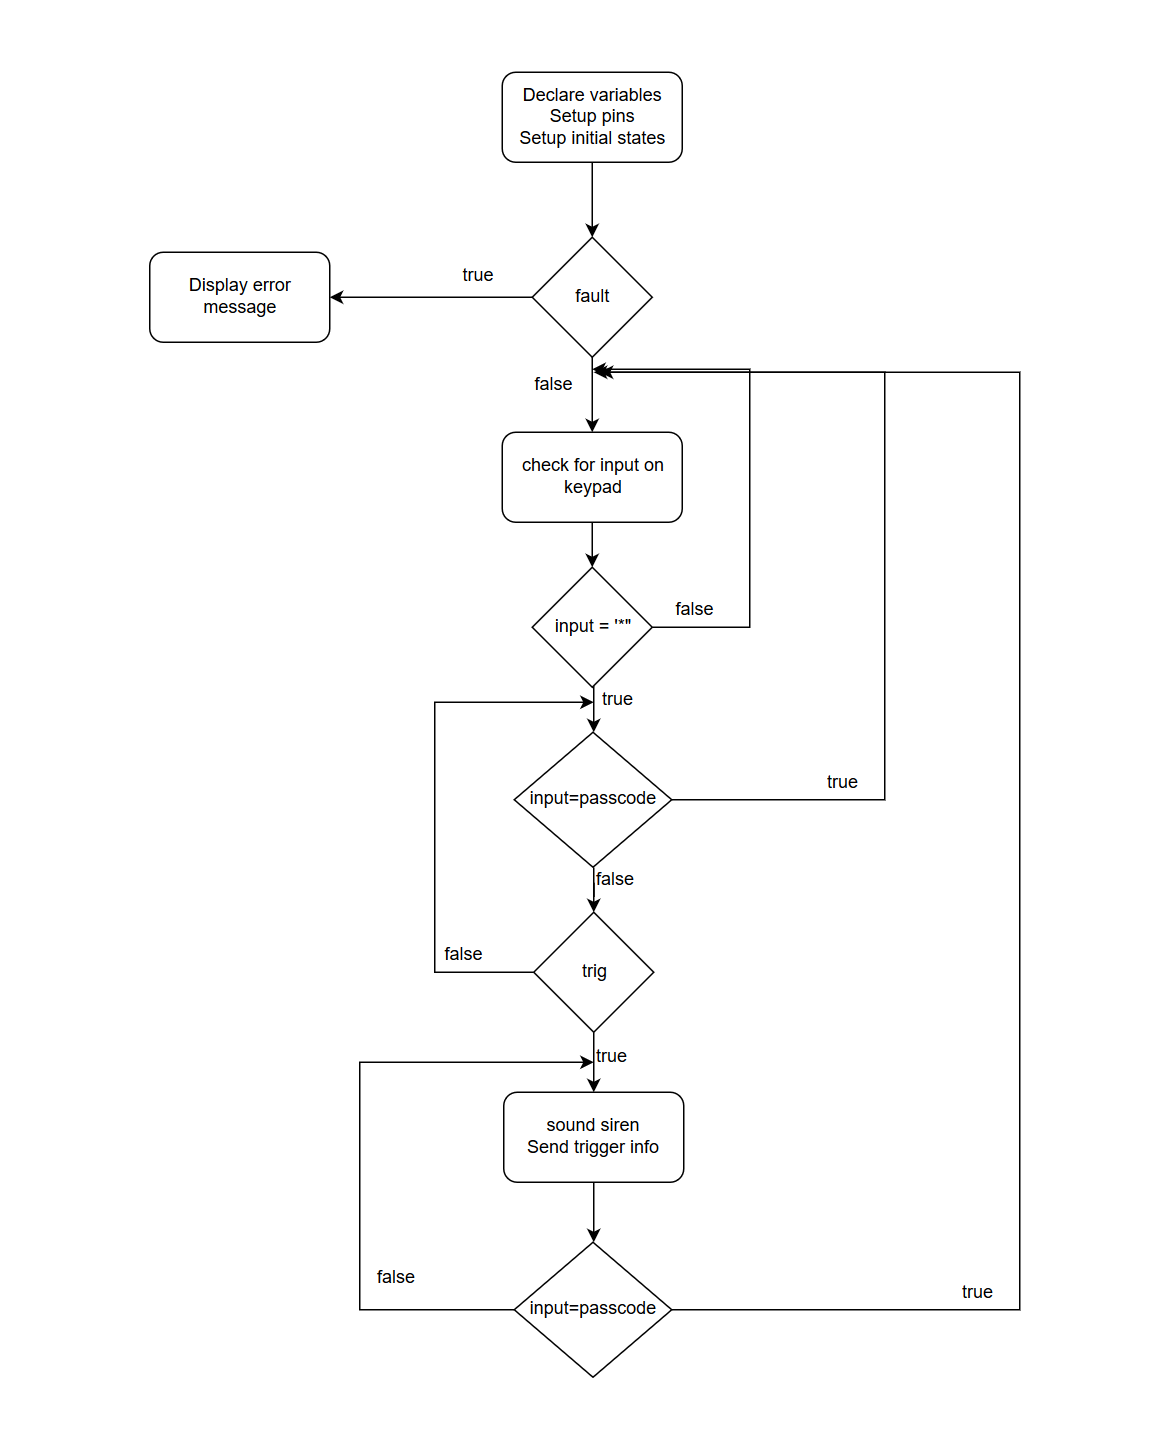 Declare variables
Setup pins
Setup initial states
true
fault
Display error
message
false
check for input on
keypad
input = '*"
false
true
input=passcode
true
false
trig
false
true
sound siren
Send trigger info
false
input=passcode
true